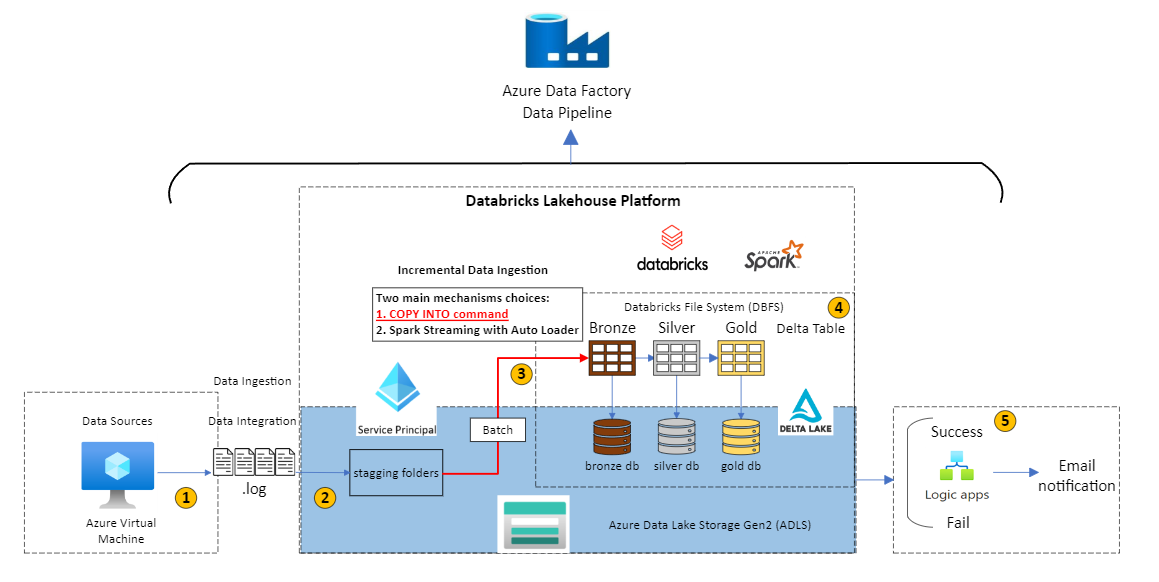 Azure Data Factory
Data Pipeline
Databricks Lakehouse Platform
databricks
APACHE
Spark
Incremental Data Ingestion
Two main mechanisms choices:
1. COPY INTO command
2. Spark Streaming with Auto Loader
Databricks File System (DBFS)
4
Bronze
Silver
Gold
Delta Table
3
Data Ingestion
Data Sources
Data Integration
Service Principal
Batch
DELTA LAKE
5
Success
stagging folders
bronze db
silver db
gold db
Email
notification
.log
1
2
Logic apps
Azure Virtual
Machine
Azure Data Lake Storage Gen2 (ADLS)
Fail